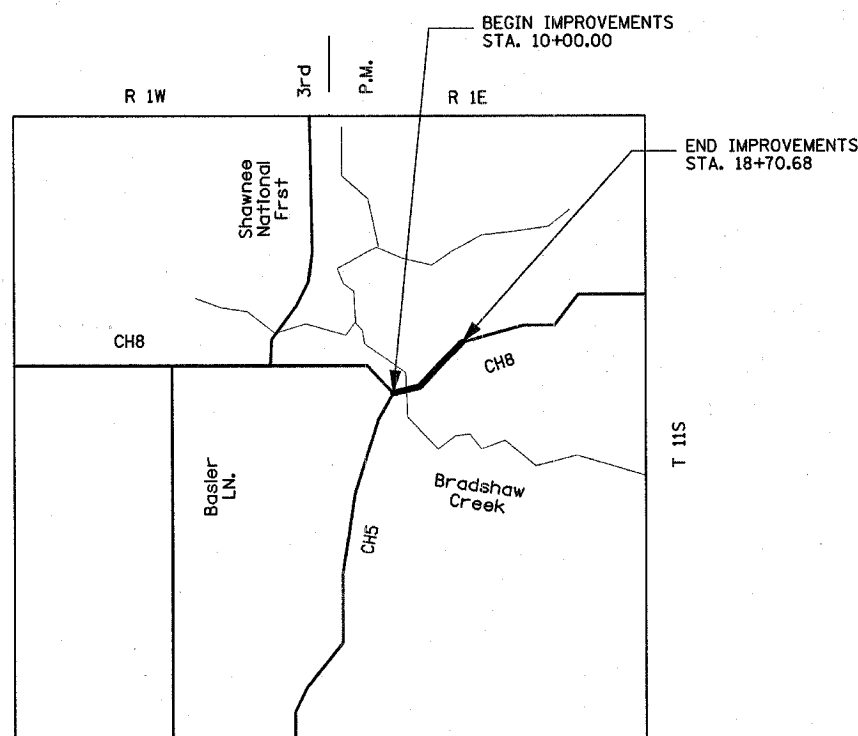 BEGIN IMPROVEMENTS
STA. 10+00.00
R 1W
3rd
P.M.
R 1E
END IMPROVEMENTS
STA. 18+70.68
Shawnee
National
Frst
CH8
CH8
T 11S
Basler
LN.
Bradshaw
Creek
CH5